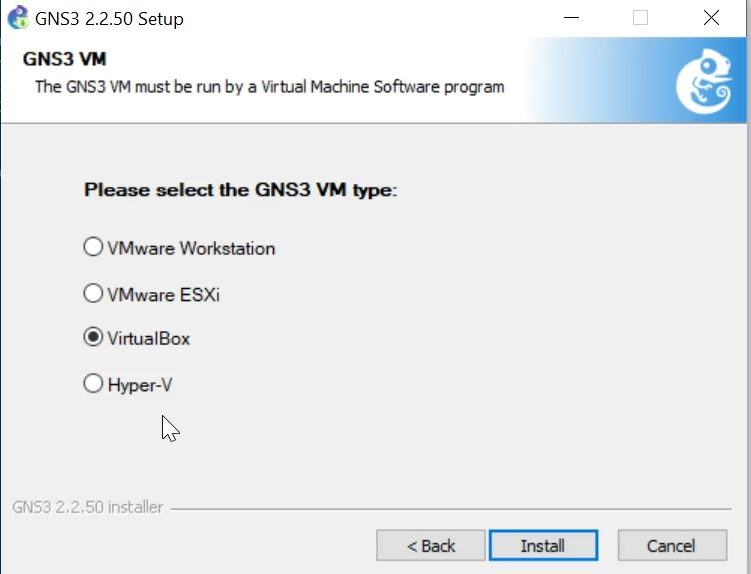 GNS3 2.2.50 Setup
GNS3 VM
The GNS3 VM must be run by a Virtual Machine Software program
Please select the GNS3 VM type:
VMware Workstation
VMware ESXi
VirtualBox
Hyper-V
GNS3 2.2.50 installer
< Back
Install
Cancel